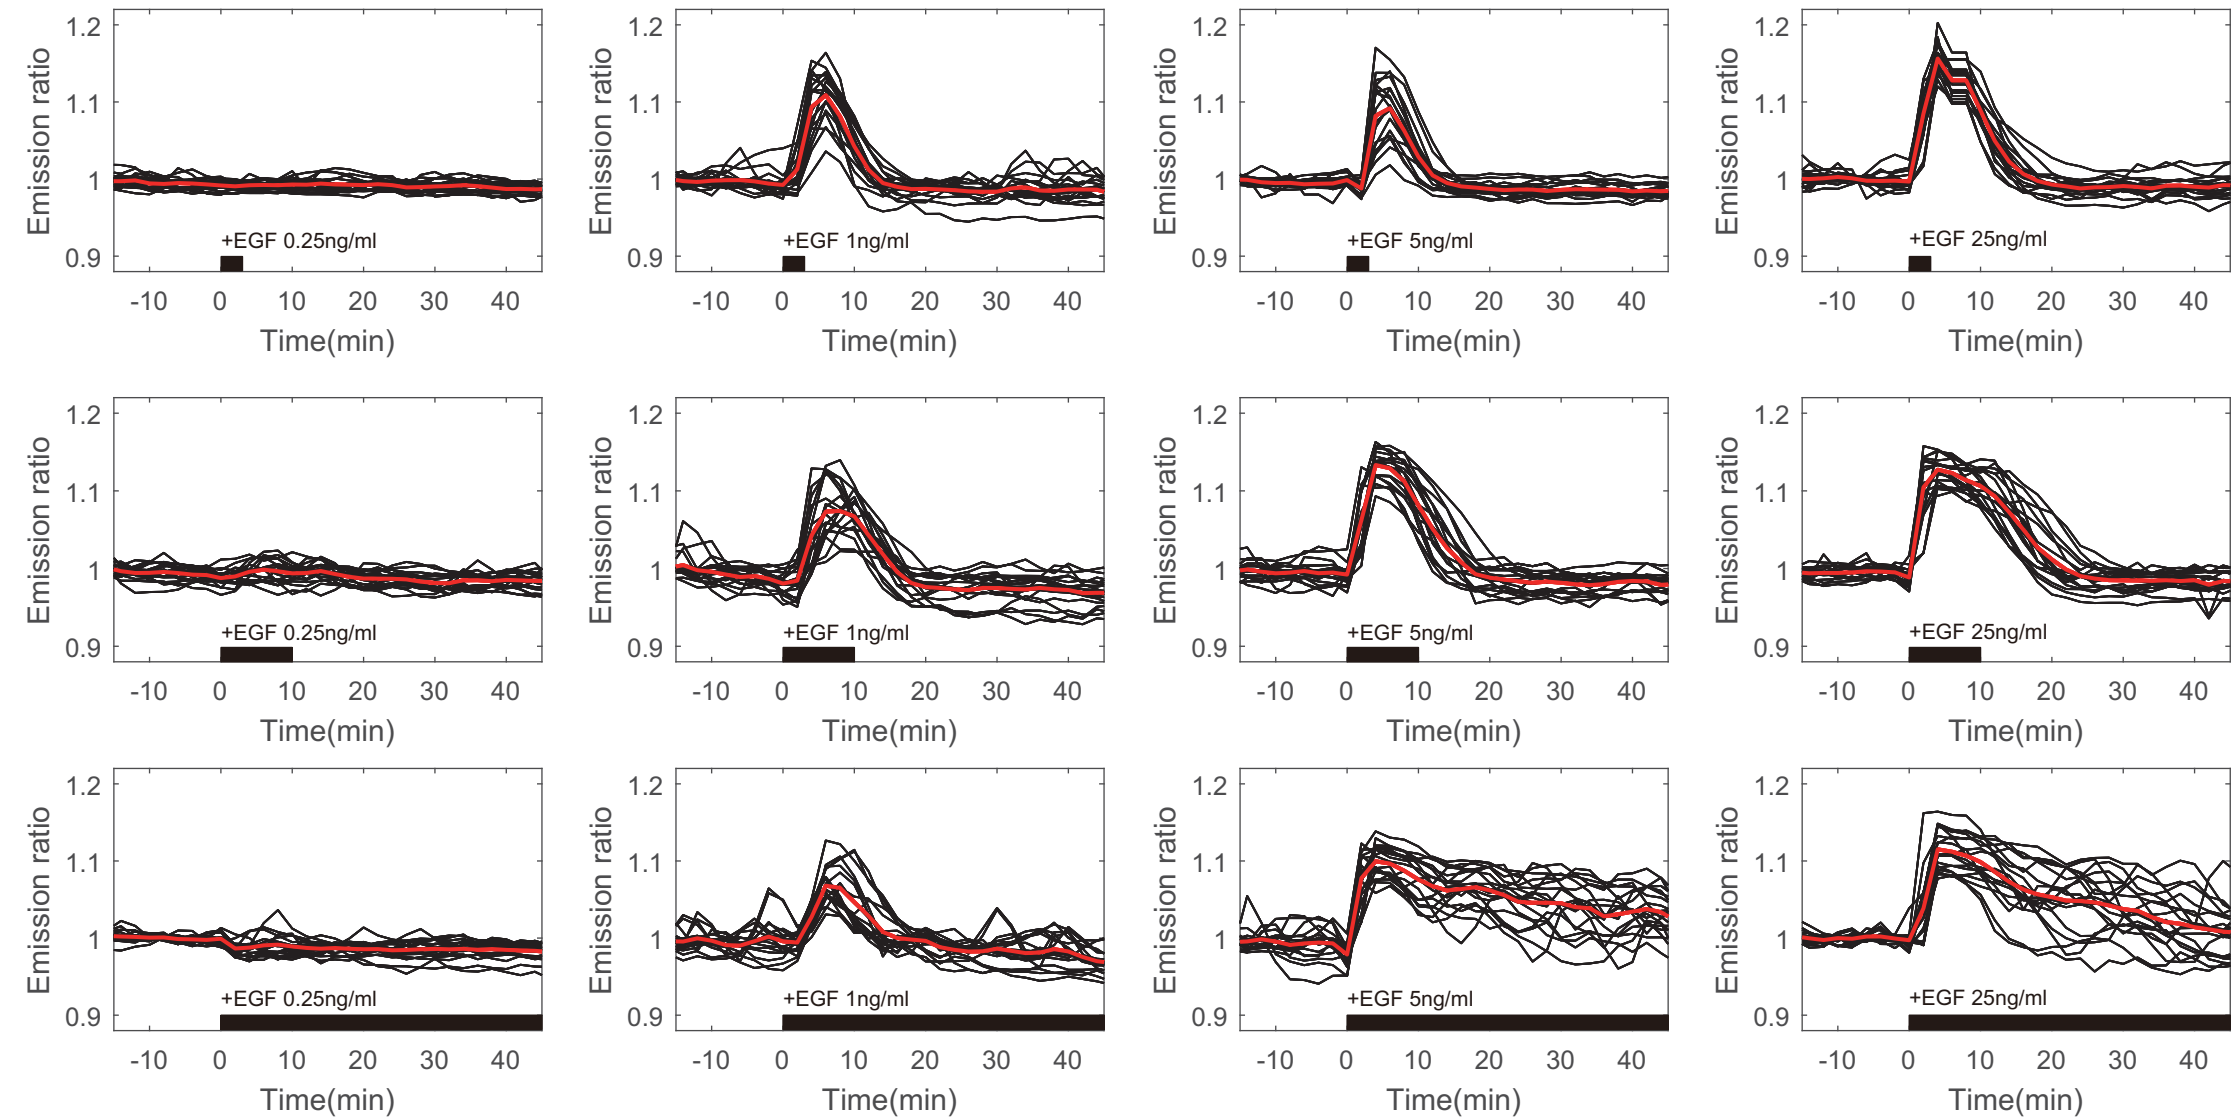 Emission ratio
1.2
1.1
1
0.9
+EGF 0.25ng/ml
-10 0 10 20 30 40
Time(min)
Emission ratio
1.2
1.1
1
0.9
+EGF 1ng/ml
-10 0 10 20 30 40
Time(min)
Emission ratio
1.2
1.1
1
0.9
+EGF 5ng/ml
-10 0 10 20 30 40
Time(min)
Emission ratio
1.2
1.1
1
0.9
+EGF 25ng/ml
-10 0 10 20 30 40
Time(min)
Emission ratio
1.2
1.1
1
0.9
+EGF 0.25ng/ml
-10 0 10 20 30 40
Time(min)
Emission ratio
1.2
1.1
1
0.9
+EGF 1ng/ml
-10 0 10 20 30 40
Time(min)
Emission ratio
1.2
1.1
1
0.9
+EGF 5ng/ml
-10 0 10 20 30 40
Time(min)
Emission ratio
1.2
1.1
1
0.9
+EGF 25ng/ml
-10 0 10 20 30 40
Time(min)
Emission ratio
1.2
1.1
1
0.9
+EGF 0.25ng/ml
-10 0 10 20 30 40
Time(min)
Emission ratio
1.2
1.1
1
0.9
+EGF 1ng/ml
-10 0 10 20 30 40
Time(min)
Emission ratio
1.2
1.1
1
0.9
+EGF 5ng/ml
-10 0 10 20 30 40
Time(min)
Emission ratio
1.2
1.1
1
0.9
+EGF 25ng/ml
-10 0 10 20 30 40
Time(min)